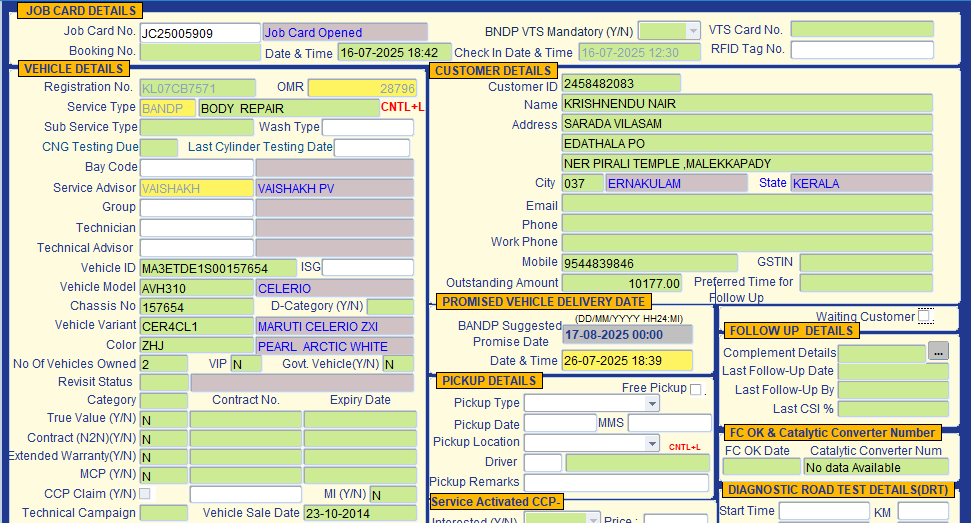 JOB CARD DETAILS
Job Card No. JC25005909 Job Card Opened BNDP VTS Mandatory (Y/N) VTS Card No.
Booking No. Date & Time 16-07-2025 18:42 Check In Date & Time 16-07-2025 12:30 RFID Tag No.
VEHICLE DETAILS
Registration No. KL07CB7571 OMR 28796
Service Type BANDP BODY REPAIR CNTL+L
Sub Service Type Wash Type
CNG Testing Due Last Cylinder Testing Date
Bay Code
Service Advisor VAISHAKH VAISHAKH PV
Group
Technician
Technical Advisor
Vehicle ID MA3ETDE1S00157654 ISG
Vehicle Model AVH310 CELERIO
Chassis No 157654 D-Category (Y/N)
Vehicle Variant CER4CL1 MARUTI CELERIO ZXI
Color ZHJ PEARL ARCTIC WHITE
No Of Vehicles Owned 2 VIP N Govt. Vehicle(Y/N) N
Revisit Status
Category Contract No. Expiry Date
True Value (Y/N) N
Contract (N2N)(Y/N) N
Extended Warranty(Y/N) N
MCP (Y/N) N
CCP Claim (Y/N) MI (Y/N) N
Technical Campaign Vehicle Sale Date 23-10-2014
CUSTOMER DETAILS
Customer ID 2458482083
Name KRISHNENDU NAIR
Address SARADA VILASAM
EDATHALA PO
NER PIRALI TEMPLE ,MALEKKAPADY
City 037 ERNAKULAM State KERALA
Email
Phone
Work Phone
Mobile 9544839846 GSTIN
Outstanding Amount 10177.00 Preferred Time for
Follow Up
PROMISED VEHICLE DELIVERY DATE
(DD/MM/YYYY HH24:MI)
BANDP Suggested
Promise Date 17-08-2025 00:00
Date & Time 26-07-2025 18:39
Waiting Customer
FOLLOW UP DETAILS
Complement Details ...
Last Follow-Up Date
Last Follow-Up By
Last CSI %
PICKUP DETAILS
Free Pickup .
Pickup Type
Pickup Date MMS
Pickup Location CNTL+L
Driver
Pickup Remarks
FC OK & Catalytic Converter Number
FC OK Date Catalytic Converter Num
No data Available
Service Activated CCP-
Interested (Y/N) Price :
DIAGNOSTIC ROAD TEST DETAILS(DRT)
Start Time KM